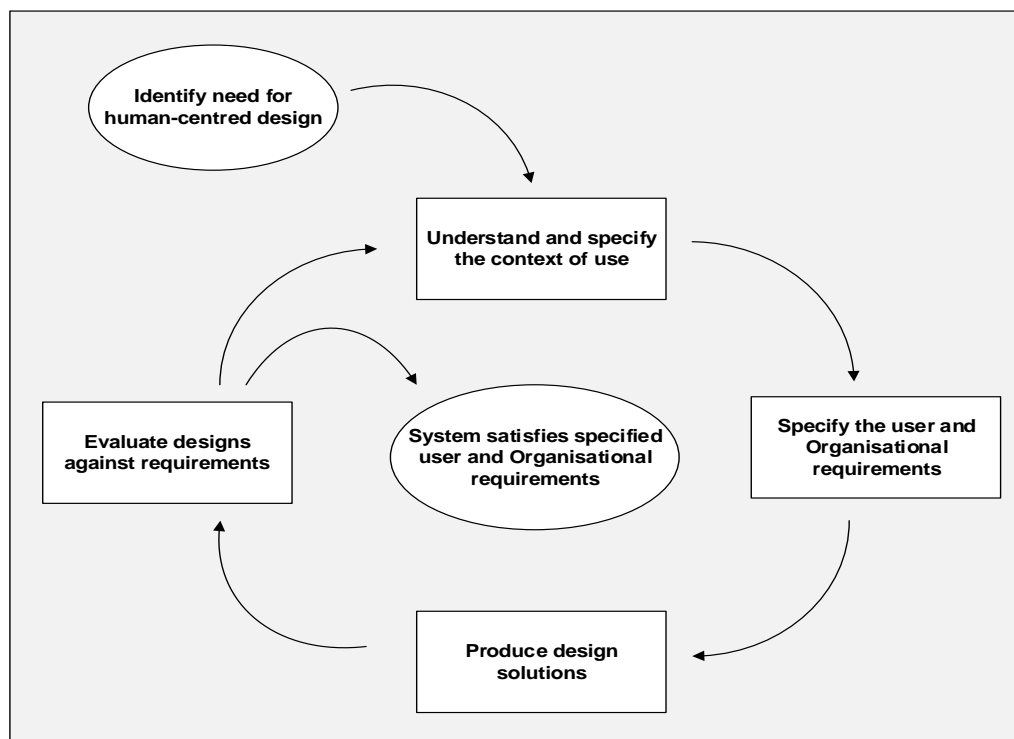 Identify need for
human-centred design
Understand and specify
the context of use
Specify the user and
Organisational
requirements
Produce design
solutions
Evaluate designs
against requirements
System satisfies specified
user and Organisational
requirements